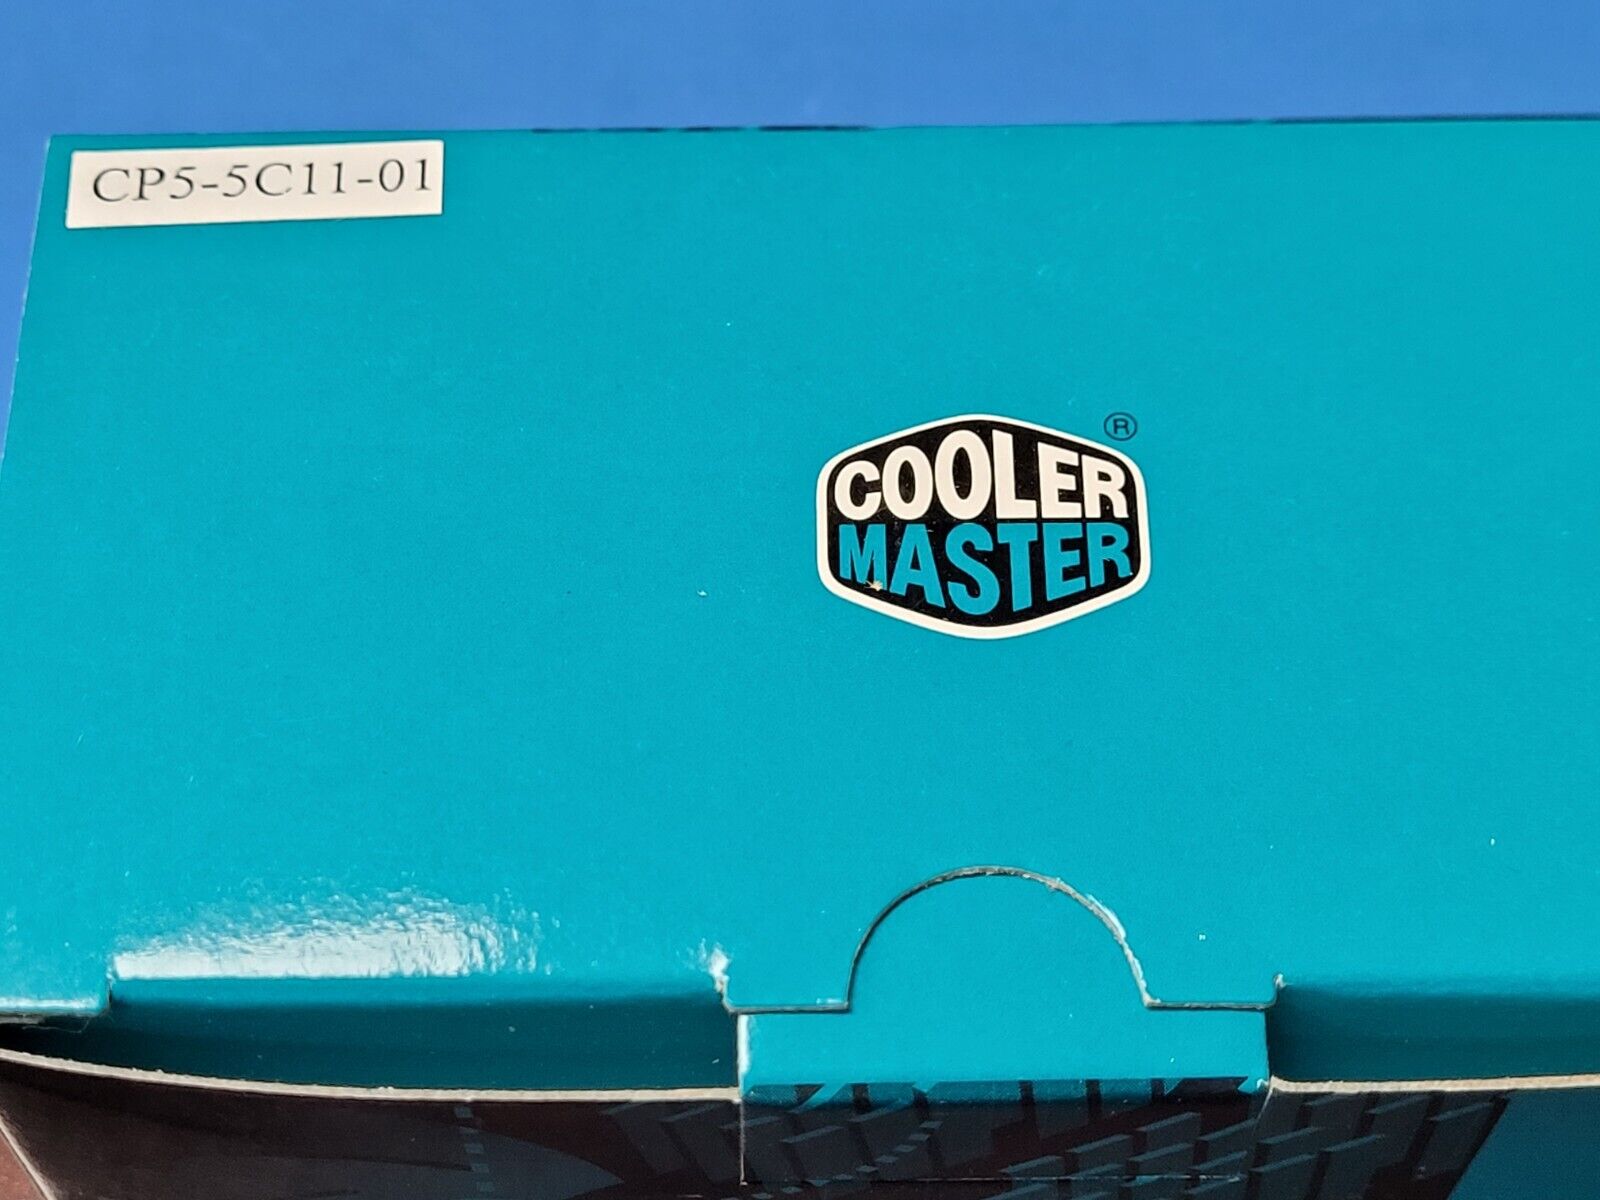 CP5-5C11-01
®
COOLER
MASTER